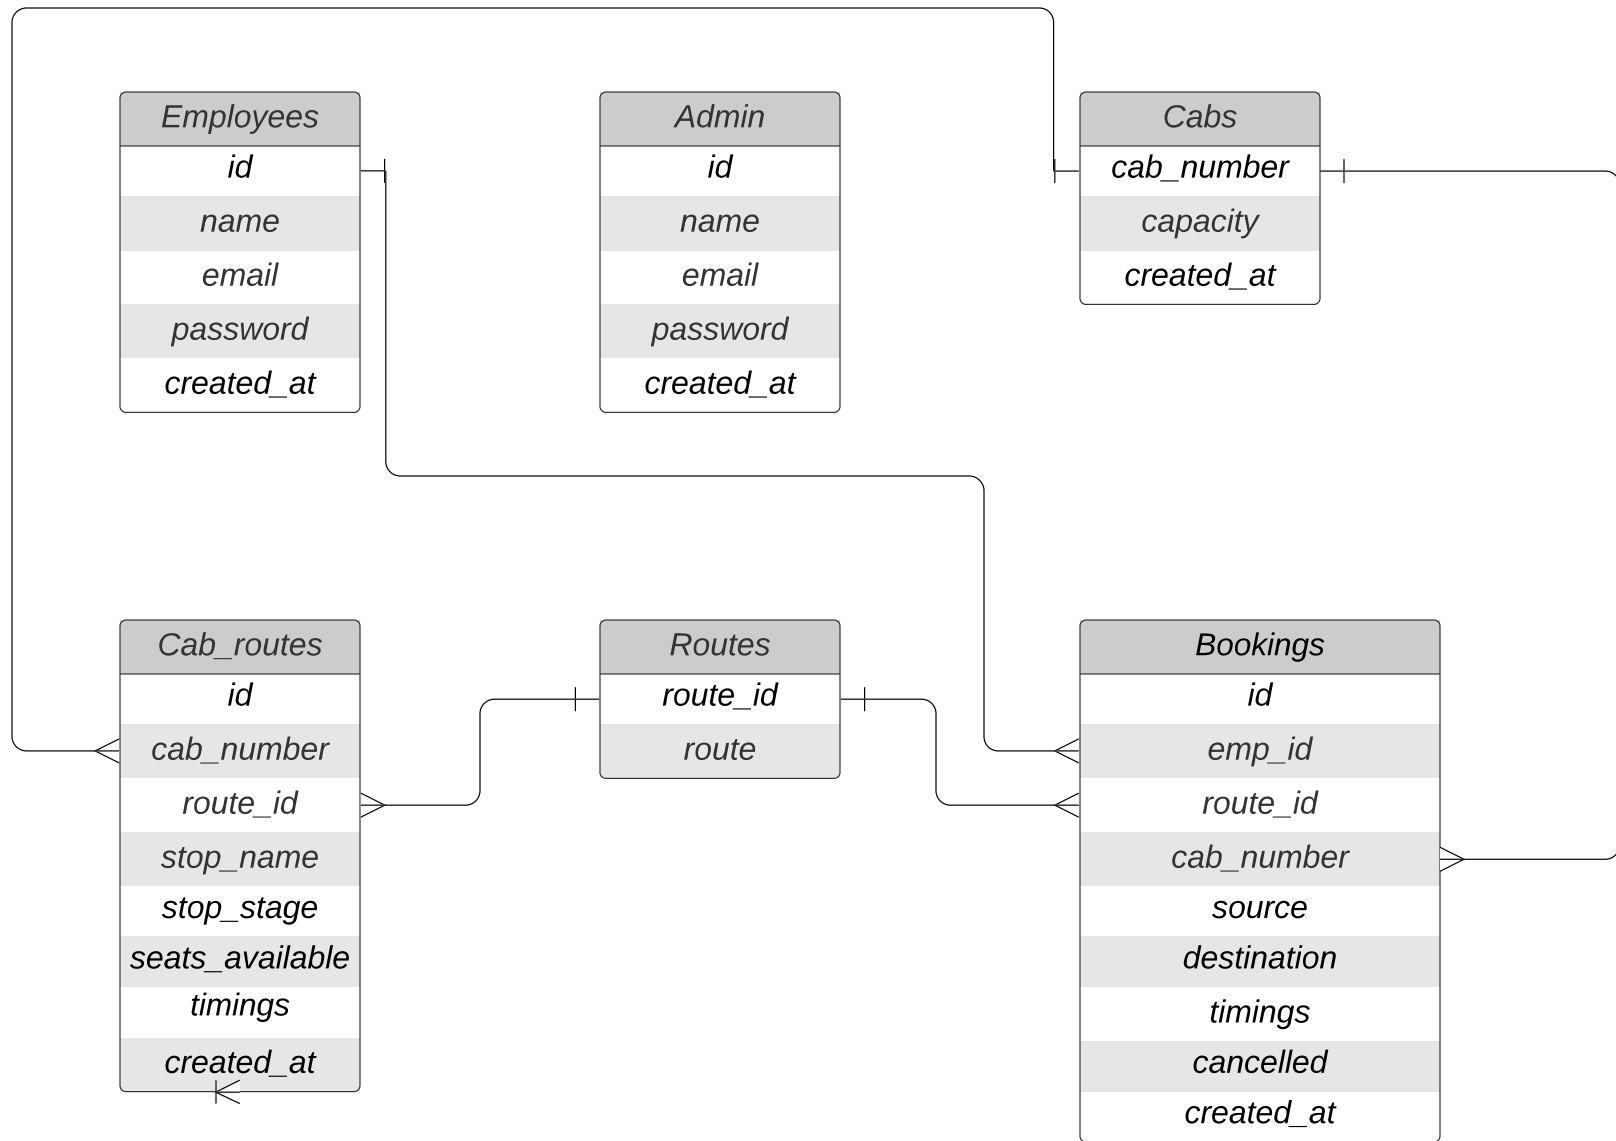 Employees
id
name
email
password
created_at
Admin
id
name
email
password
created_at
Cabs
cab_number
capacity
created_at
Cab_routes
id
cab_number
route_id
stop_name
stop_stage
seats_available
timings
created_at
Routes
route_id
route
Bookings
id
emp_id
route_id
cab_number
source
destination
timings
cancelled
created_at